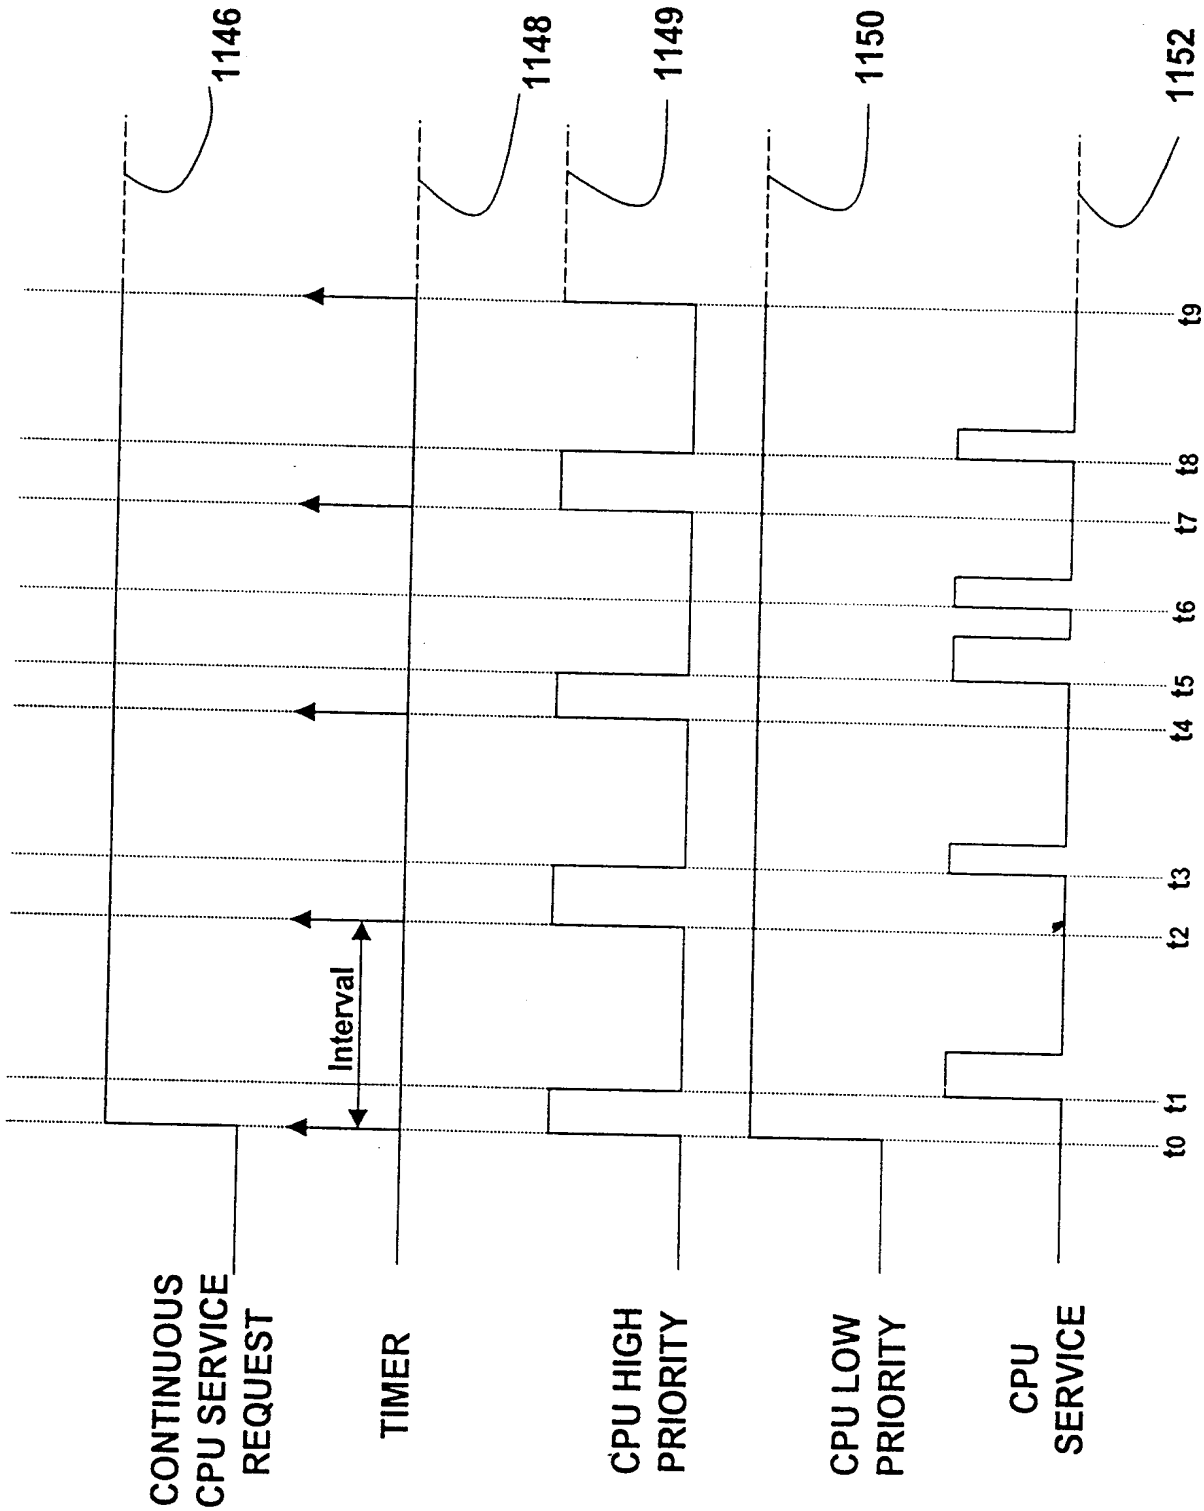 CONTINUOUS
CPU SERVICE
REQUEST
1146
Interval
TIMER
1148
CPU HIGH
PRIORITY
1149
CPU LOW
PRIORITY
1150
CPU
SERVICE
1152
t0
t1
t2
t3
t4
t5
t6
t7
t8
t9